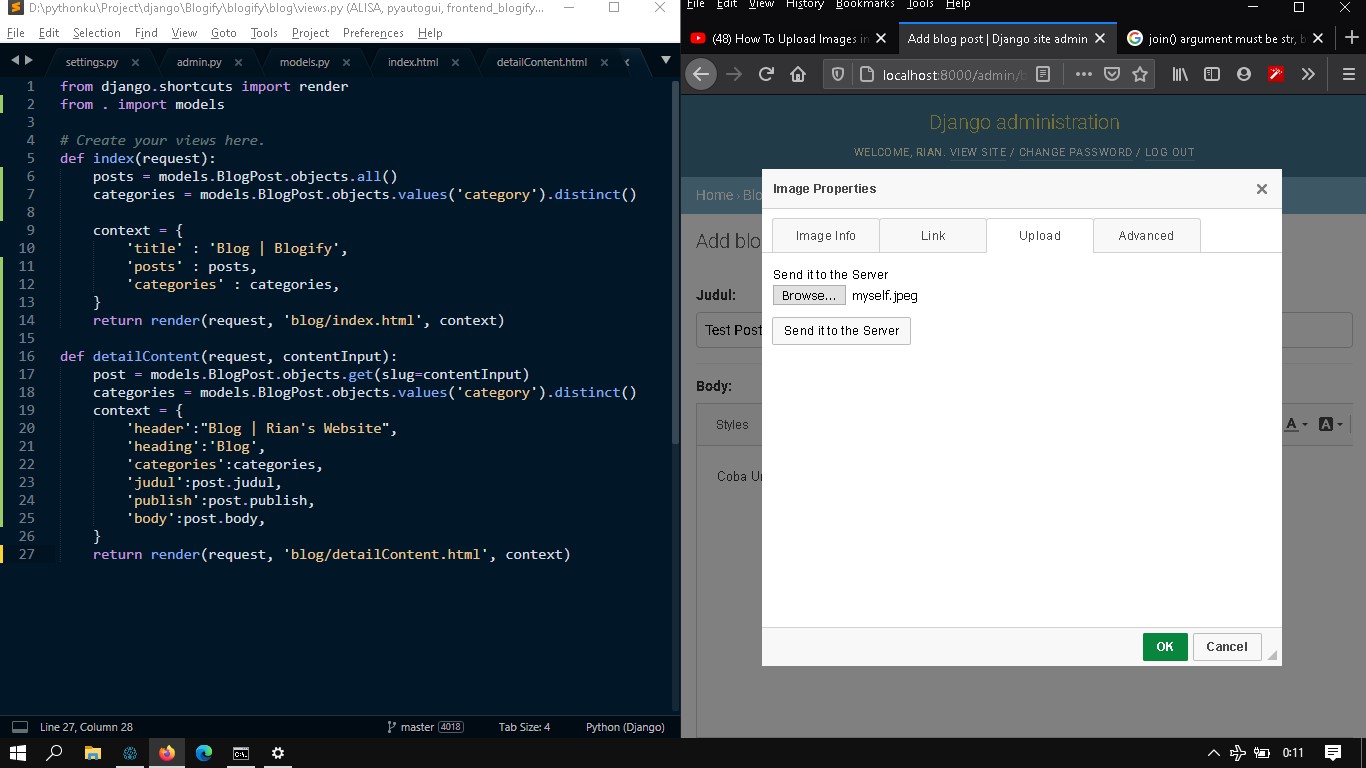 D:\pythonku\Project\django\Blogify\blogify\blog\views.py (ALISA, pyautogui, frontend_blogify...
File Edit Selection Find View Goto Tools Project Preferences Help
settings.py admin.py models.py index.html detailContent.html
1 from django.shortcuts import render
2 from . import models
3
4 # Create your views here.
5 def index(request):
6 posts = models.BlogPost.objects.all()
7 categories = models.BlogPost.objects.values('category').distinct()
8
9 context = {
10 'title' : 'Blog | Blogify',
11 'posts' : posts,
12 'categories' : categories,
13 }
14 return render(request, 'blog/index.html', context)
15
16 def detailContent(request, contentInput):
17 post = models.BlogPost.objects.get(slug=contentInput)
18 categories = models.BlogPost.objects.values('category').distinct()
19 context = {
20 'header':"Blog | Rian's Website",
21 'heading':'Blog',
22 'categories':categories,
23 'judul':post.judul,
24 'publish':post.publish,
25 'body':post.body,
26 }
27 return render(request, 'blog/detailContent.html', context)
Line 27, Column 28 master 4018 Tab Size: 4 Python (Django)
File Edit View History Bookmarks Tools Help
(48) How To Upload Images in Add blog post | Django site admin join() argument must be str, b
localhost:8000/admin/b
Django administration
WELCOME, RIAN. VIEW SITE / CHANGE PASSWORD / LOG OUT
Home › Blo
Add blo
Judul:
Test Post
Body:
Styles A A
Coba U
Image Properties
Image Info Link Upload Advanced
Send it to the Server
Browse... myself.jpeg
Send it to the Server
OK Cancel
0:11